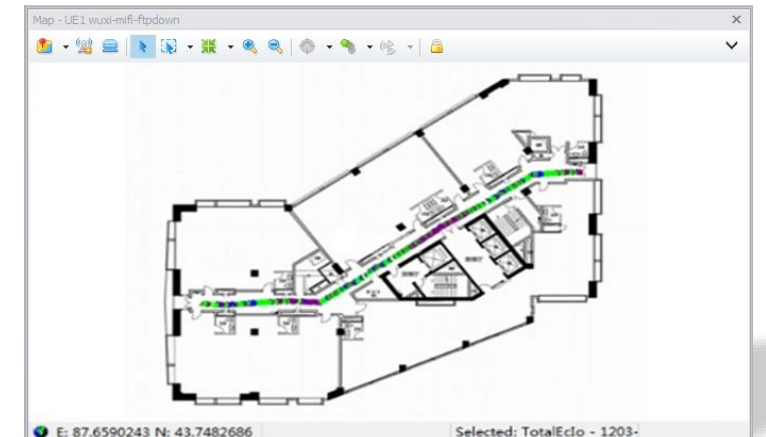 Map - UE1 wuxi-mifi-ftpdown
E: 87.6590243 N: 43.7482686
Selected: TotalEcIo - 1203-